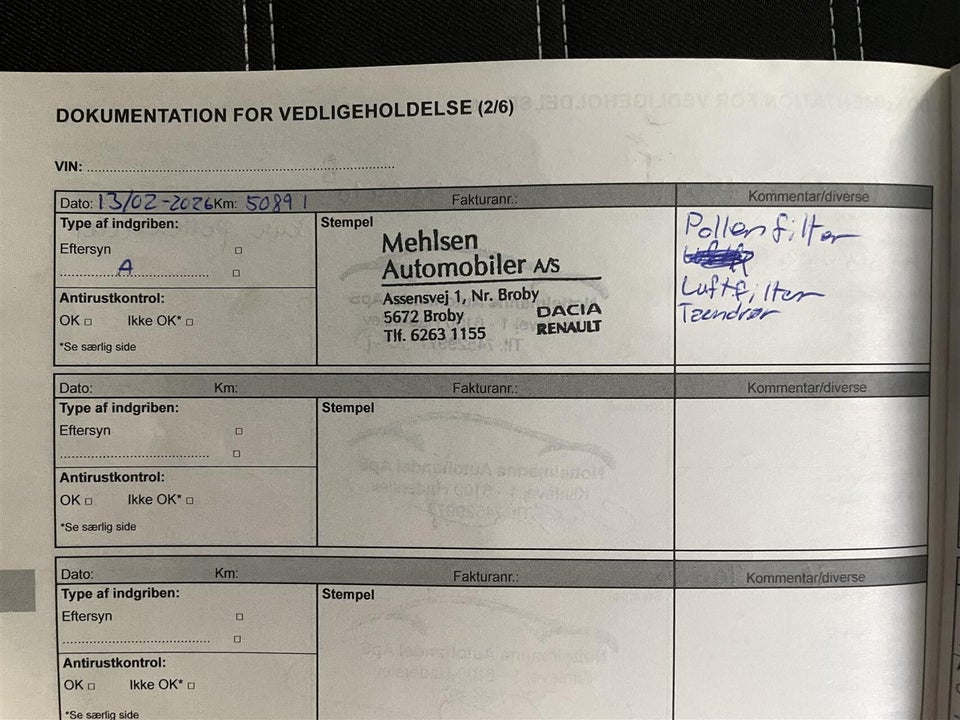 DOKUMENTATION FOR VEDLIGEHOLDELSE (2/6)
VIN:
Dato: 13/02-2026 Km: 50891 Fakturanr.: Kommentar/diverse
Type af indgriben:
Eftersyn
A
Antirustkontrol:
OK Ikke OK*
*Se særlig side
Stempel
Mehlsen
Automobiler A/S
Assensvej 1, Nr. Broby
5672 Broby
Tlf. 6263 1155
DACIA
RENAULT
Pollenfilter
Luftfilter
Tændrør
Dato: Km: Fakturanr.: Kommentar/diverse
Type af indgriben:
Eftersyn
Antirustkontrol:
OK Ikke OK*
*Se særlig side
Stempel
Dato: Km: Fakturanr.: Kommentar/diverse
Type af indgriben:
Eftersyn
Antirustkontrol:
OK Ikke OK*
*Se særlig side
Stempel